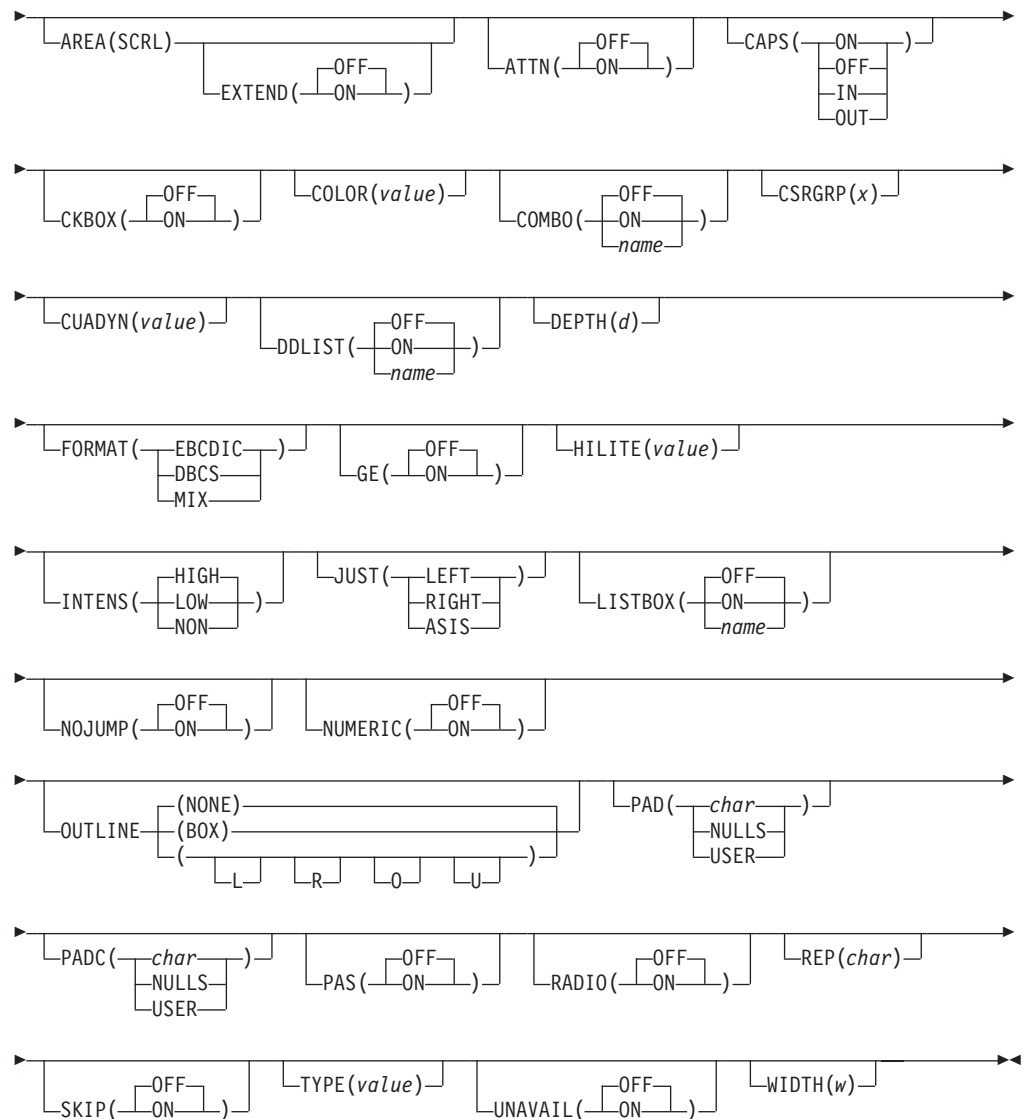 AREA(SCRL) EXTEND( OFF ON ) ATTN( OFF ON ) CAPS( ON OFF IN OUT )
CKBOX( OFF ON ) COLOR(value) COMBO( OFF ON name ) CSRGRP(x)
CUADYN(value) DDLIST( OFF ON name ) DEPTH(d)
FORMAT( EBCDIC DBCS MIX ) GE( OFF ON ) HILITE(value)
INTENS( HIGH LOW NON ) JUST( LEFT RIGHT ASIS ) LISTBOX( OFF ON name )
NOJUMP( OFF ON ) NUMERIC( OFF ON )
OUTLINE (NONE) (BOX) ( L R O U ) PAD( char NULLS USER )
PADC( char NULLS USER ) PAS( OFF ON ) RADIO( OFF ON ) REP(char)
SKIP( OFF ON ) TYPE(value) UNAVAIL( OFF ON ) WIDTH(w)